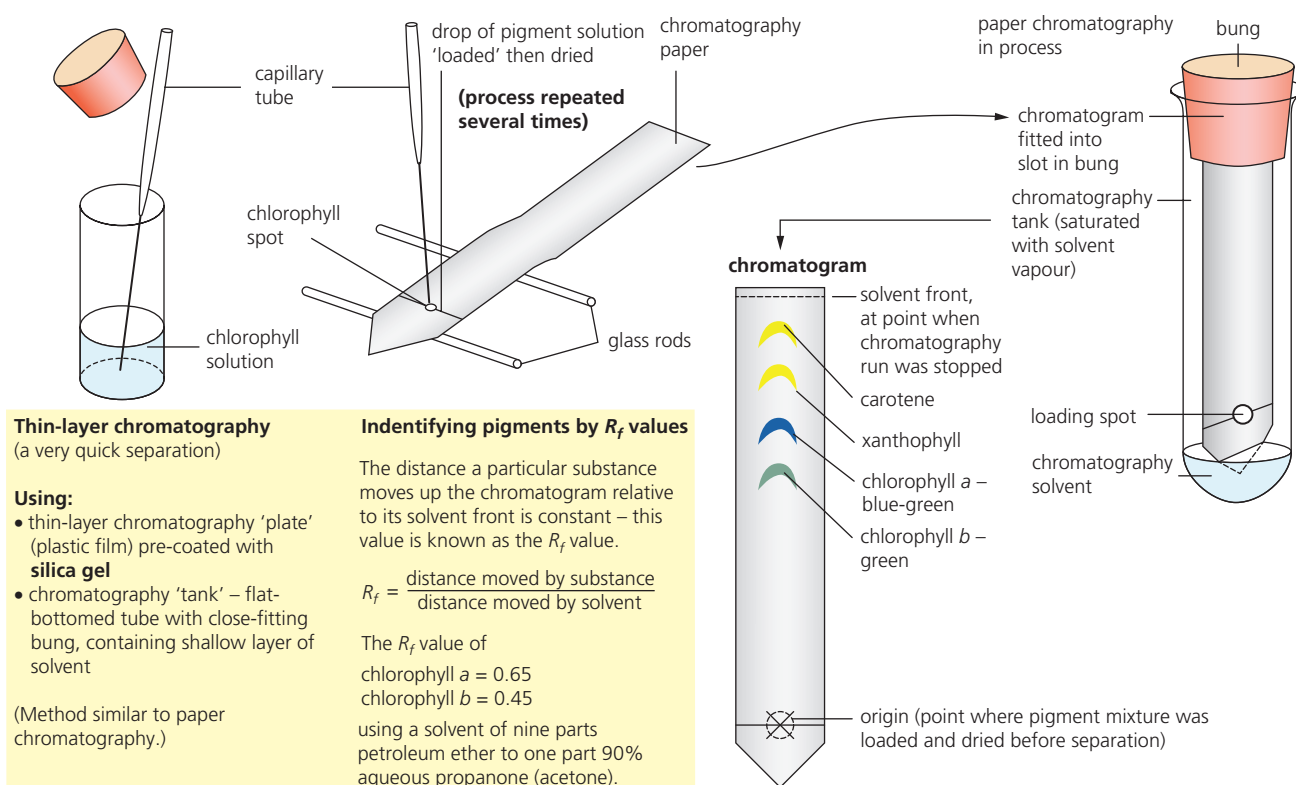 capillary
tube
drop of pigment solution
'loaded' then dried
(process repeated
several times)
chromatography
paper
paper chromatography
in process
bung
chromatogram
fitted into
slot in bung
chromatography
tank (saturated
with solvent
vapour)
loading spot
chromatography
solvent
chlorophyll
spot
glass rods
chlorophyll
solution
chromatogram
solvent front,
at point when
chromatography
run was stopped
carotene
xanthophyll
chlorophyll a –
blue-green
chlorophyll b –
green
origin (point where pigment mixture was
loaded and dried before separation)
Thin-layer chromatography
(a very quick separation)
Using:
• thin-layer chromatography 'plate'
(plastic film) pre-coated with
silica gel
• chromatography 'tank' – flat-
bottomed tube with close-fitting
bung, containing shallow layer of
solvent
(Method similar to paper
chromatography.)
Indentifying pigments by Rf values
The distance a particular substance
moves up the chromatogram relative
to its solvent front is constant – this
value is known as the Rf value.
Rf = distance moved by substance
distance moved by solvent
The Rf value of
chlorophyll a = 0.65
chlorophyll b = 0.45
using a solvent of nine parts
petroleum ether to one part 90%
aqueous propanone (acetone).